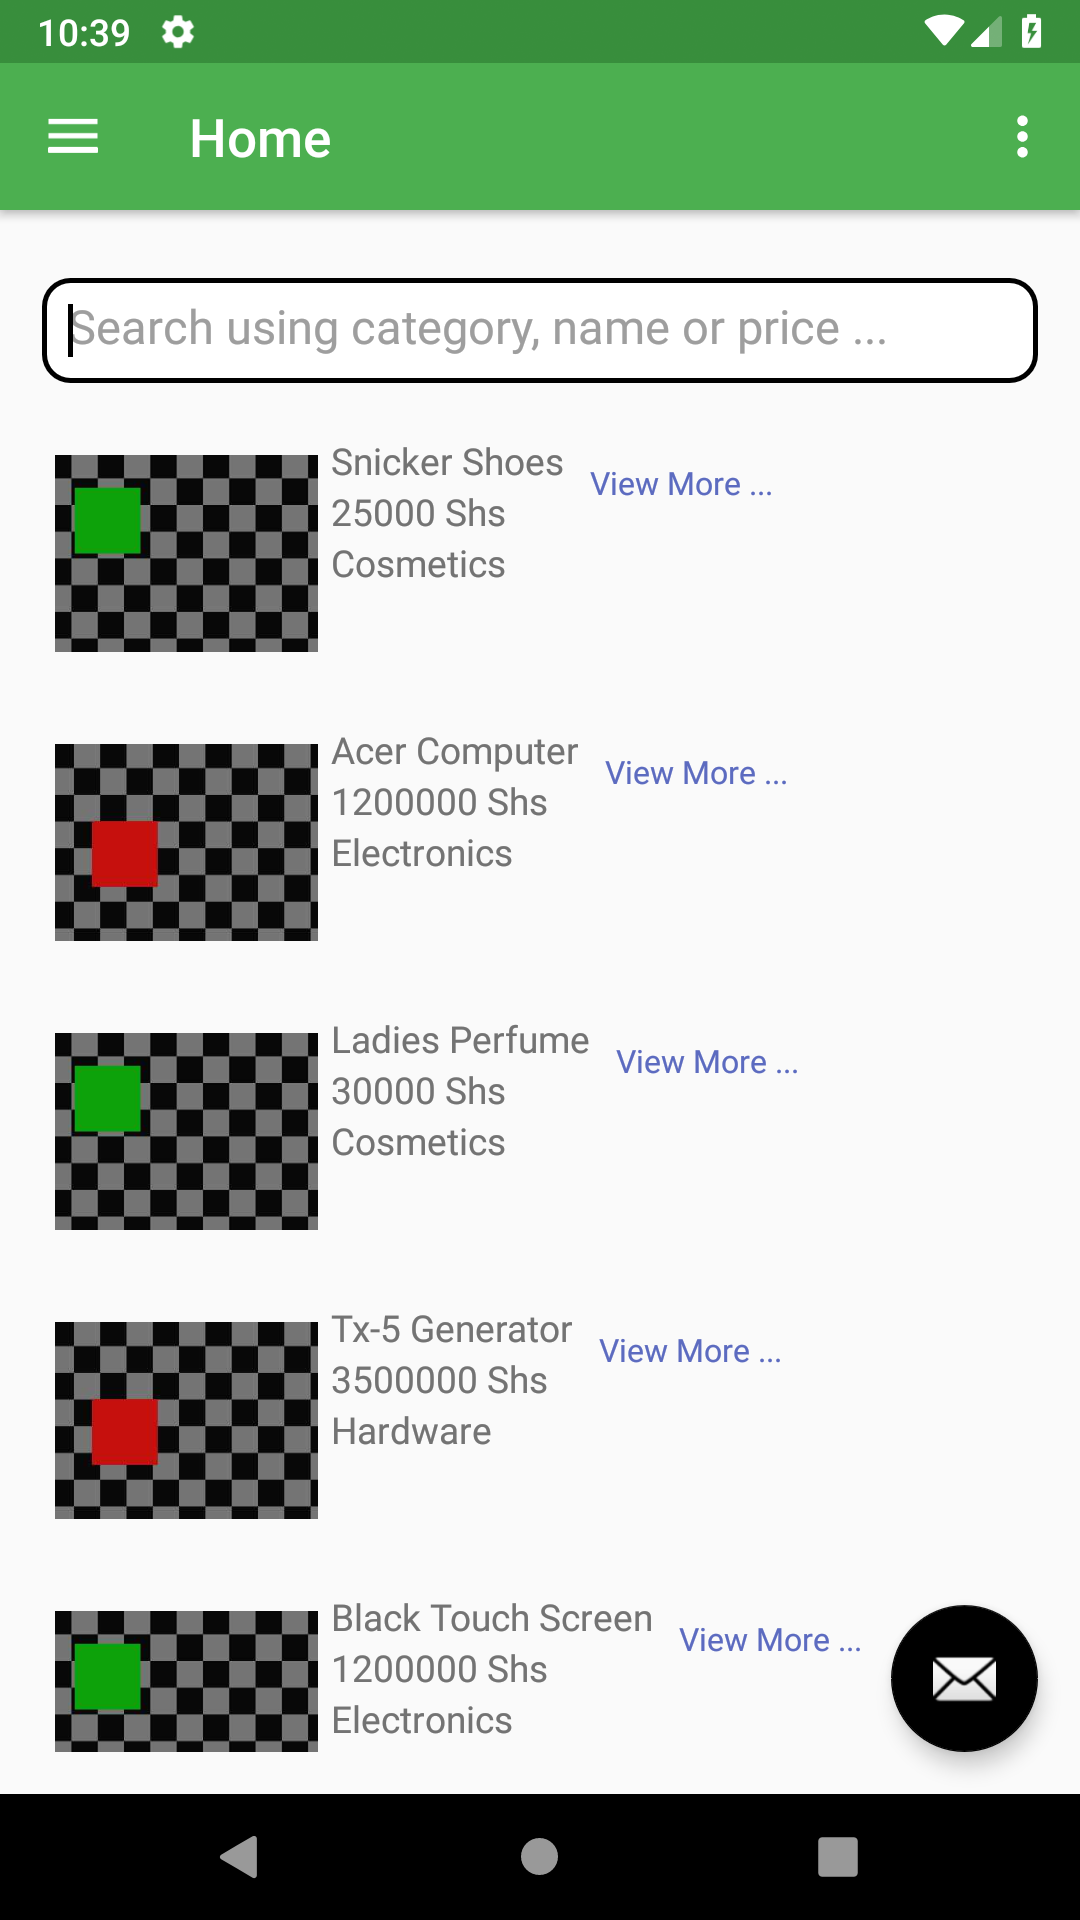 10:39
Home
Search using category, name or price ...
Snicker Shoes
View More ...
25000 Shs
Cosmetics
Acer Computer
View More ...
1200000 Shs
Electronics
Ladies Perfume
View More ...
30000 Shs
Cosmetics
Tx-5 Generator
View More ...
3500000 Shs
Hardware
Black Touch Screen
View More ...
1200000 Shs
Electronics